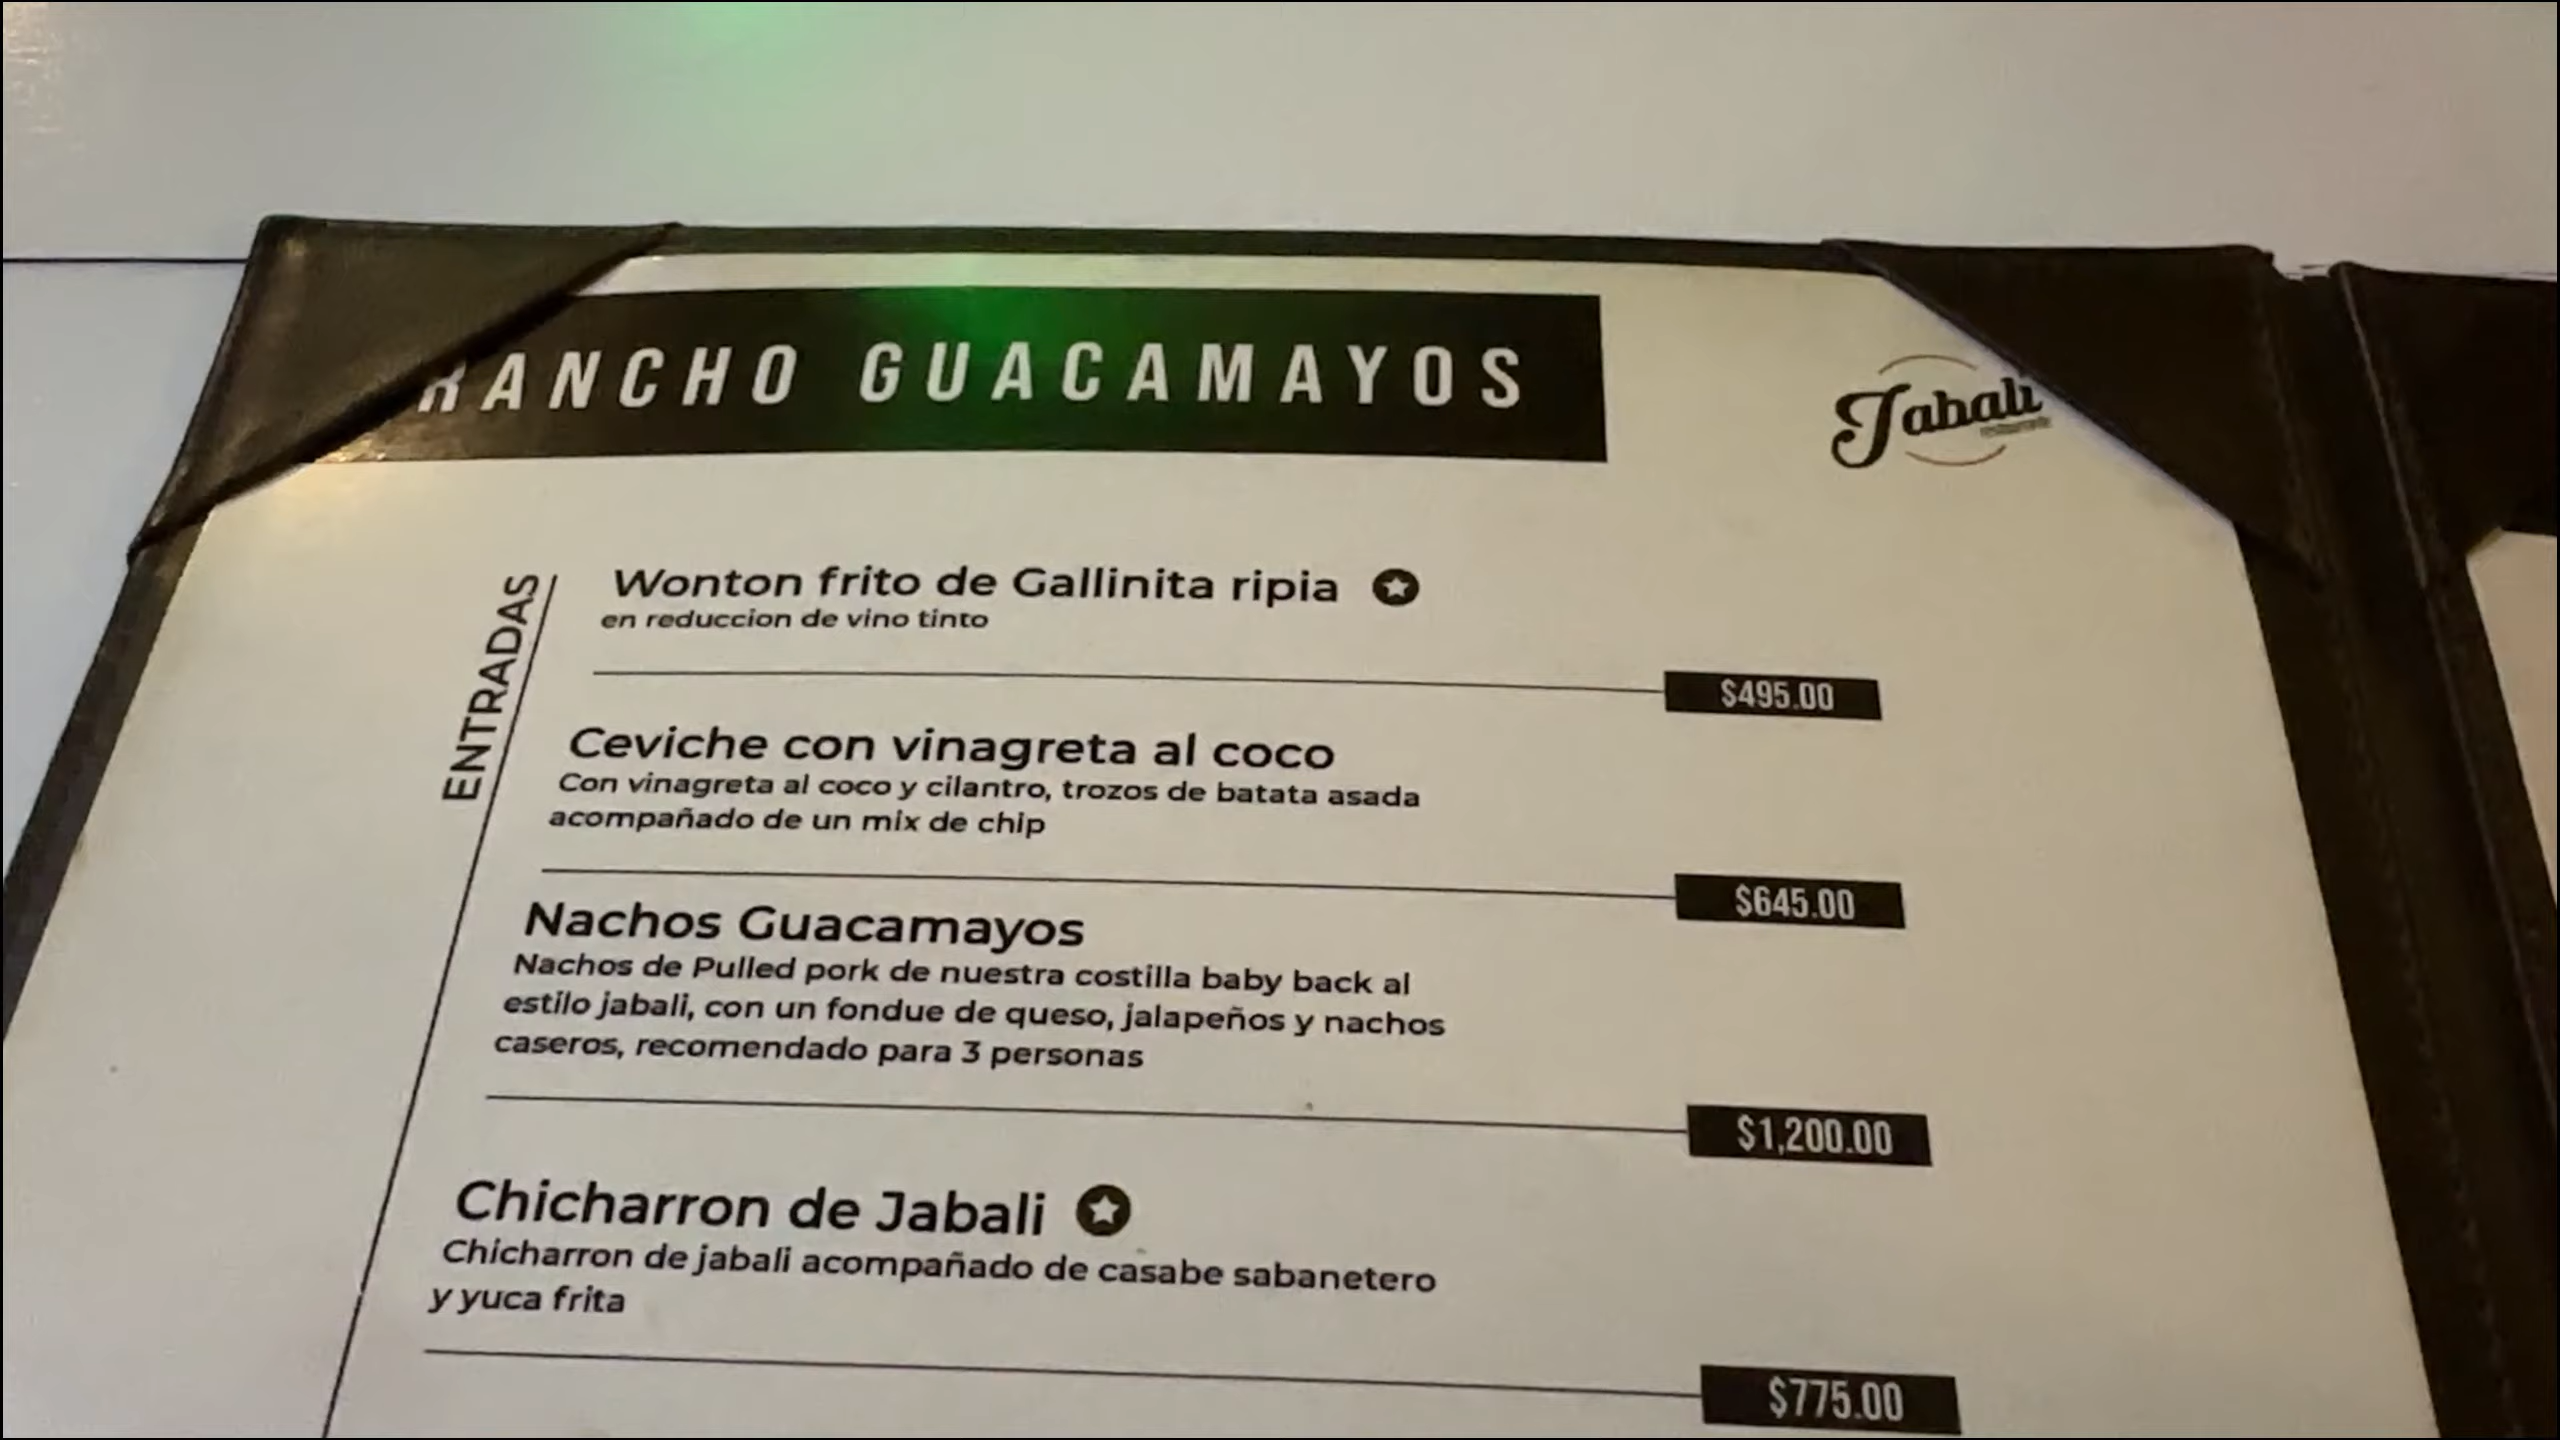 RANCHO GUACAMAYOS
Jabali
ENTRADAS
Wonton frito de Gallinita ripia
en reduccion de vino tinto
$495.00
Ceviche con vinagreta al coco
Con vinagreta al coco y cilantro, trozos de batata asada
acompañado de un mix de chip
$645.00
Nachos Guacamayos
Nachos de Pulled pork de nuestra costilla baby back al
estilo jabali, con un fondue de queso, jalapeños y nachos
caseros, recomendado para 3 personas
$1,200.00
Chicharron de Jabali
Chicharron de jabali acompañado de casabe sabanetero
y yuca frita
$775.00